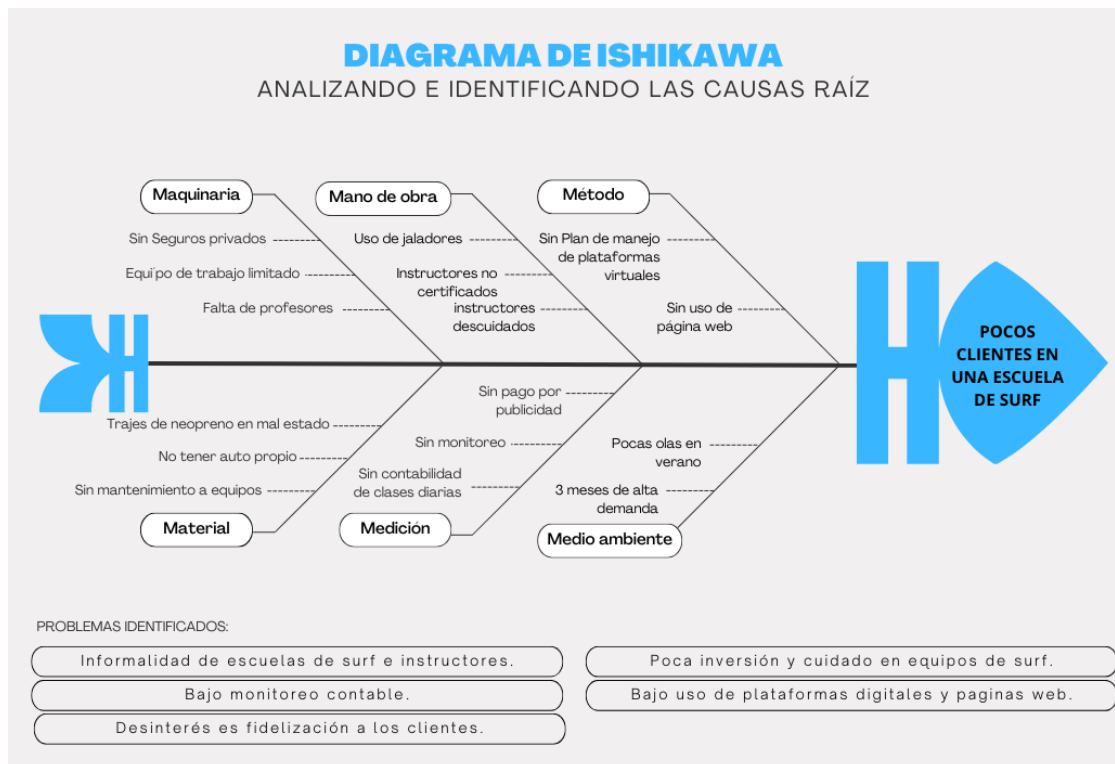 DIAGRAMA DE ISHIKAWA
ANALIZANDO E IDENTIFICANDO LAS CAUSAS RAÍZ
Maquinaria
Sin Seguros privados
Equipo de trabajo limitado
Falta de profesores
Mano de obra
Uso de jaladores
Instructores no
certificados
instructores
descuidados
Método
Sin Plan de manejo
de plataformas
virtuales
Sin uso de
página web
POCOS
CLIENTES EN
UNA ESCUELA
DE SURF
Trajes de neopreno en mal estado
No tener auto propio
Sin mantenimiento a equipos
Material
Sin pago por
publicidad
Sin monitoreo
Sin contabilidad
de clases diarias
Medición
Pocas olas en
verano
3 meses de alta
demanda
Medio ambiente
PROBLEMAS IDENTIFICADOS:
Informalidad de escuelas de surf e instructores.
Bajo monitoreo contable.
Desinterés es fidelización a los clientes.
Poca inversión y cuidado en equipos de surf.
Bajo uso de plataformas digitales y paginas web.